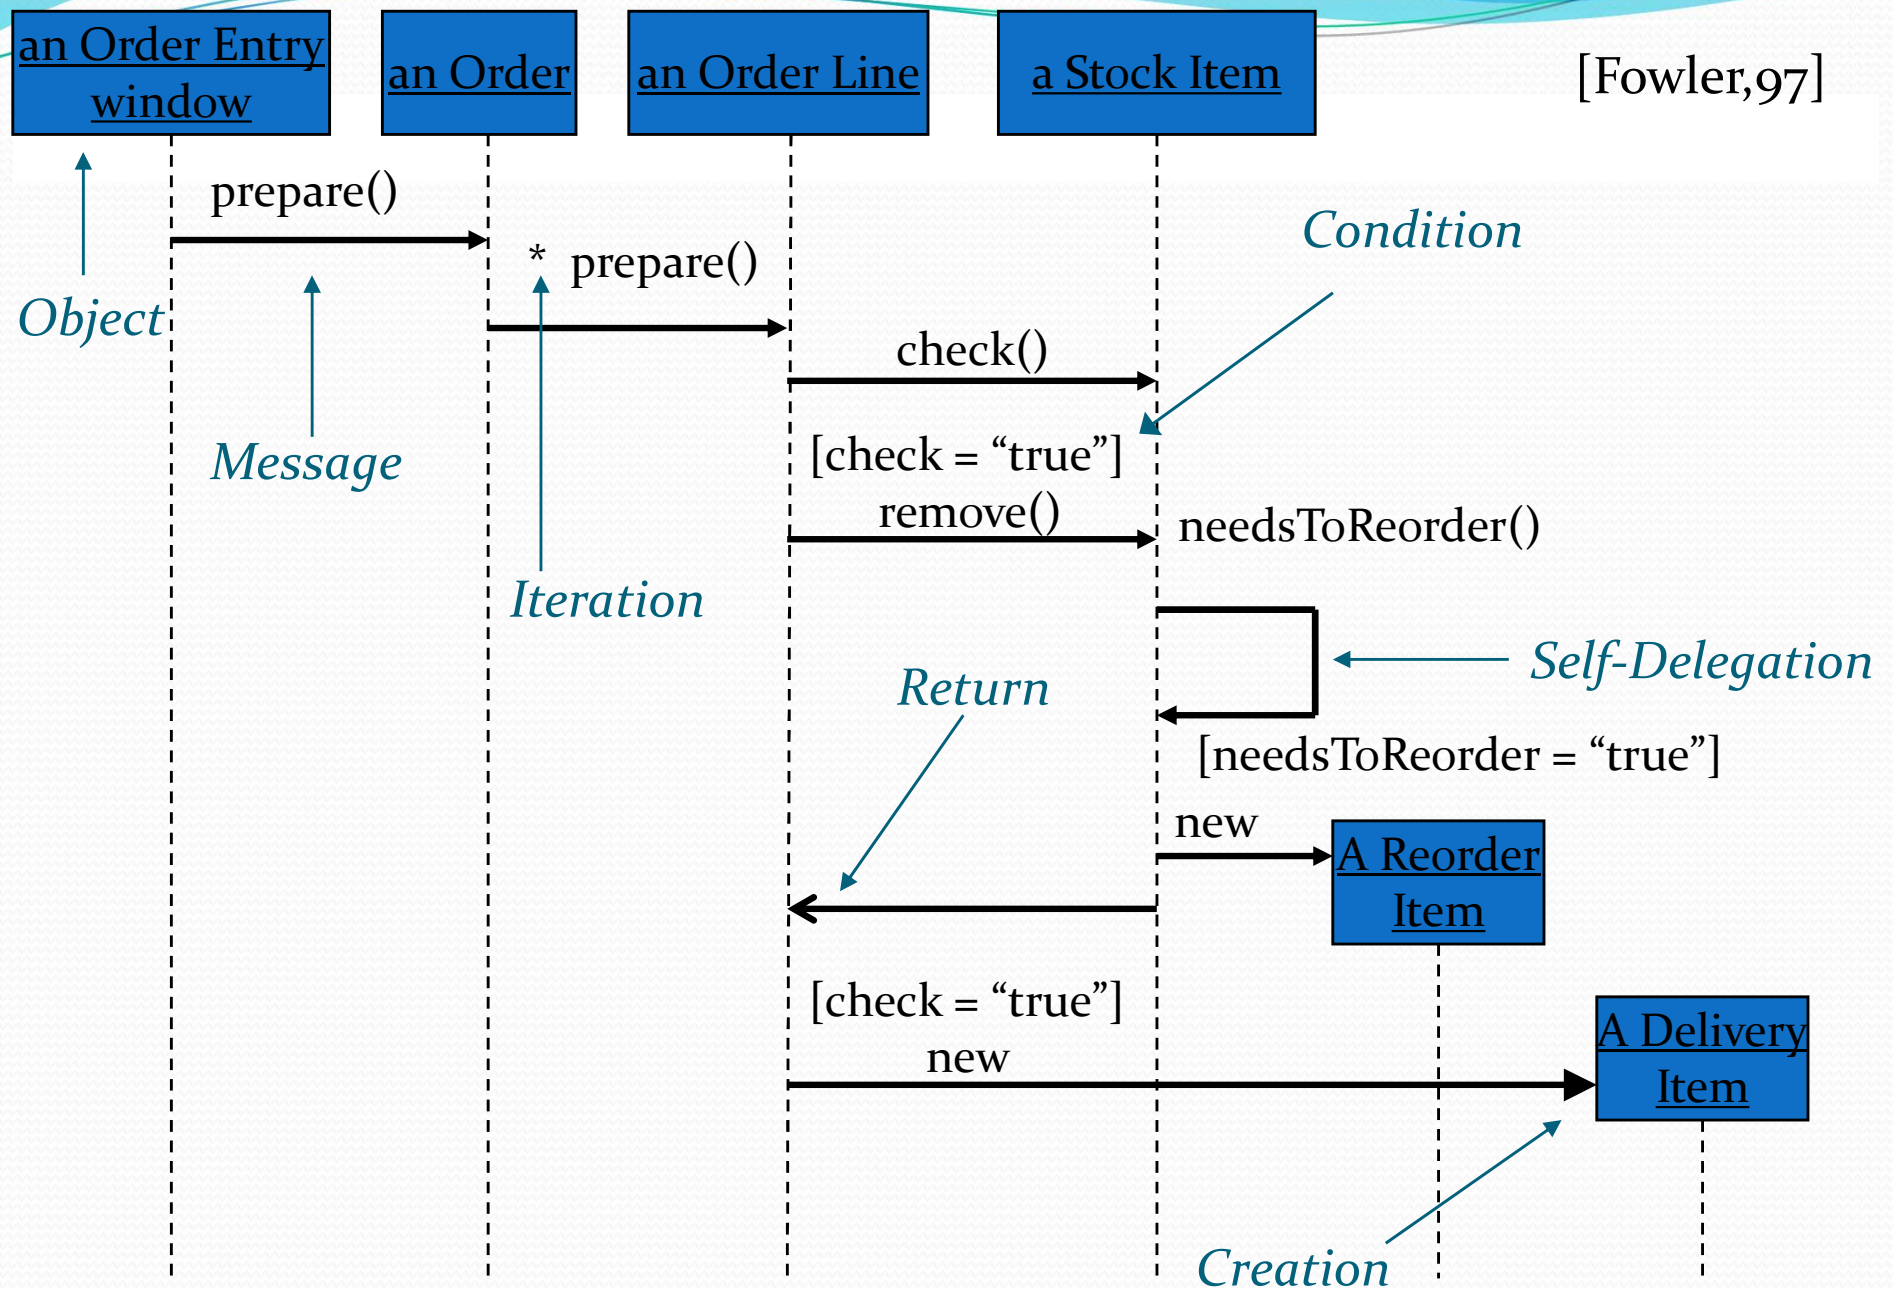 an Order Entry
window
an Order
an Order Line
a Stock Item
[Fowler,97]
prepare()
* prepare()
Condition
Object
check()
Message
[check = “true”]
remove()
needsToReorder()
Iteration
Self-Delegation
Return
[needsToReorder = “true”]
new
A Reorder
Item
[check = “true”]
new
A Delivery
Item
Creation